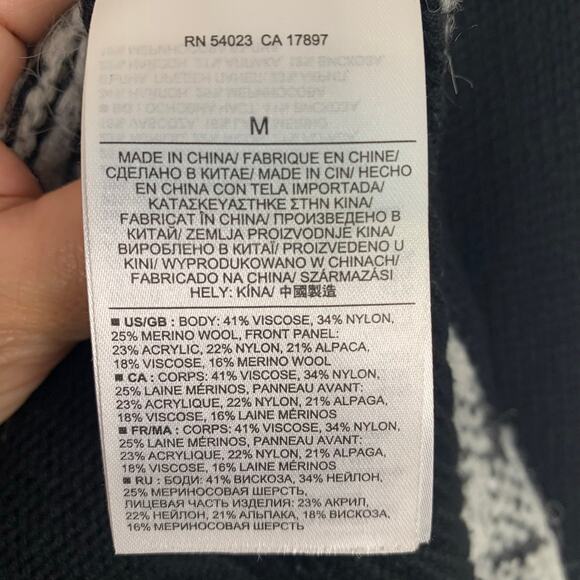 RN 54023 CA 17897
M
MADE IN CHINA/ FABRIQUE EN CHINE/
СДЕЛАНО В КИТАЕ/ MADE IN CIN/ HECHO
EN CHINA CON TELA IMPORTADA/
ΚΑΤΑΣΚΕΥΑΣΤΗΚΕ ΣΤΗΝ ΚΙΝΑ/
FABRICAT ÎN CHINA/ ПРОИЗВЕДЕНО В
КИТАЙ/ ZEMLJA PROIZVODNJE KINA/
ВИРОБЛЕНО В КИТАЇ/ PROIZVEDENO U
KINI/ WYPRODUKOWANO W CHINACH/
FABRICADO NA CHINA/ SZÁRMAZÁSI
HELY: KÍNA/ 中國製造
■ US/GB : BODY: 41% VISCOSE, 34% NYLON,
25% MERINO WOOL, FRONT PANEL:
23% ACRYLIC, 22% NYLON, 21% ALPACA,
18% VISCOSE, 16% MERINO WOOL
■ CA : CORPS: 41% VISCOSE, 34% NYLON,
25% LAINE MÉRINOS, PANNEAU AVANT:
23% ACRYLIQUE, 22% NYLON, 21% ALPAGA,
18% VISCOSE, 16% LAINE MÉRINOS
■ FR/MA : CORPS: 41% VISCOSE, 34% NYLON,
25% LAINE MÉRINOS, PANNEAU AVANT:
23% ACRYLIQUE, 22% NYLON, 21% ALPAGA,
18% VISCOSE, 16% LAINE MÉRINOS
■ RU : БОДИ: 41% ВИСКОЗА, 34% НЕЙЛОН,
25% МЕРИНОСОВАЯ ШЕРСТЬ,
ЛИЦЕВАЯ ЧАСТЬ ИЗДЕЛИЯ: 23% АКРИЛ,
22% НЕЙЛОН, 21% АЛЬПАКА, 18% ВИСКОЗА,
16% МЕРИНОСОВАЯ ШЕРСТЬ